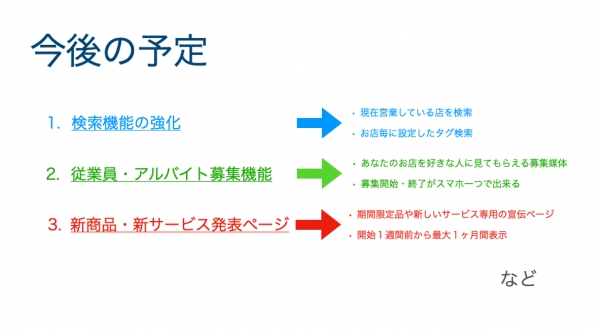 今後の予定
1. 検索機能の強化
・ 現在営業している店を検索
・ お店毎に設定したタグ検索
2. 従業員・アルバイト募集機能
・ あなたのお店を好きな人に見てもらえる募集媒体
・ 募集開始・終了がスマホ一つで出来る
3. 新商品・新サービス発表ページ
・ 期間限定品や新しいサービス専用の宣伝ページ
・ 開始１週間前から最大１ヶ月間表示
など